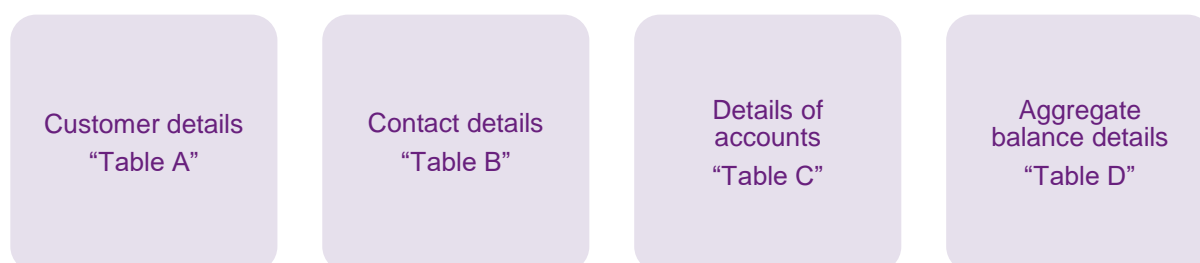 Customer details
“Table A”
Contact details
“Table B”
Details of
accounts
“Table C”
Aggregate
balance details
“Table D”